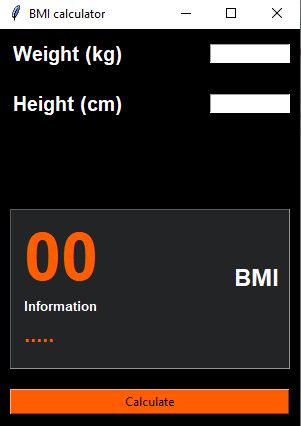 BMI calculator
Weight (kg)
Height (cm)
00
BMI
Information
.....
Calculate